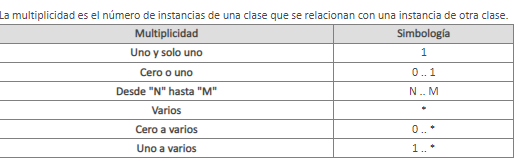 La multiplicidad es el número de instancias de una clase que se relacionan con una instancia de otra clase.
Multiplicidad Simbología
Uno y solo uno 1
Cero o uno 0 .. 1
Desde "N" hasta "M" N .. M
Varios *
Cero a varios 0 .. *
Uno a varios 1 .. *